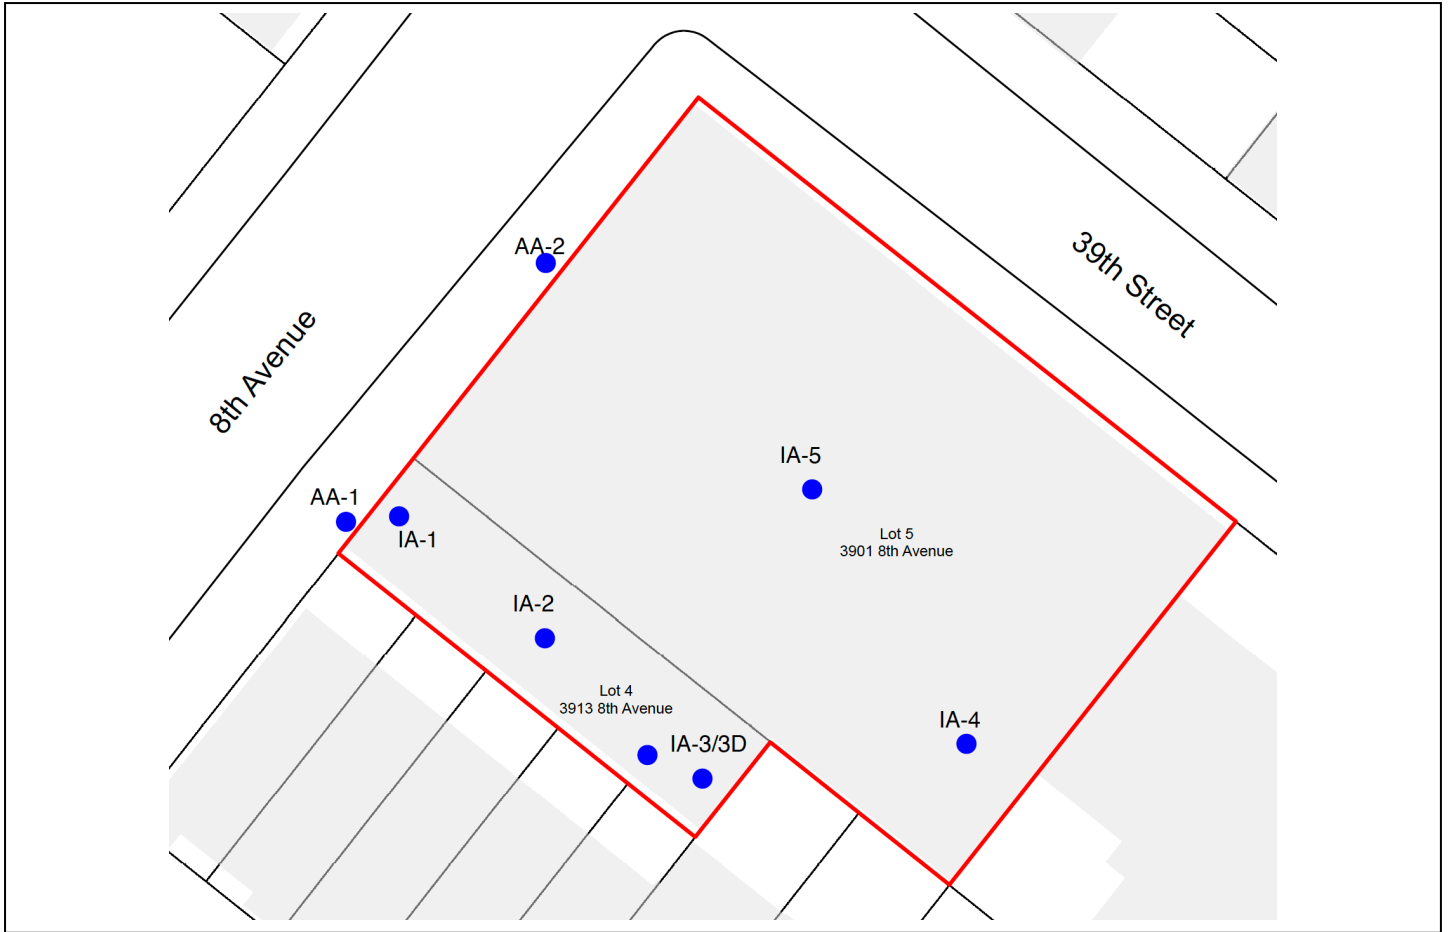 39th Street
AA-2
8th Avenue
IA-5
AA-1
IA-1
Lot 5
3901 8th Avenue
IA-2
Lot 4
3913 8th Avenue
IA-4
IA-3/3D